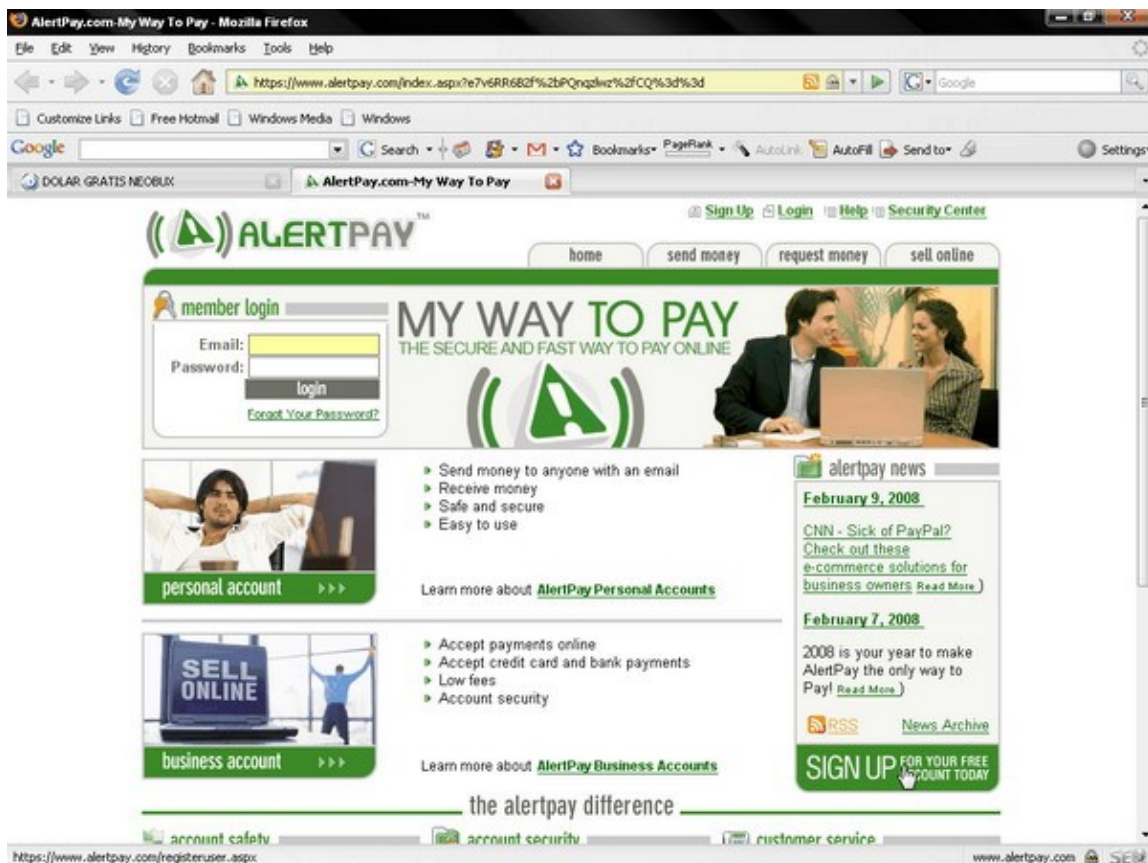 AlertPay.com-My Way To Pay - Mozilla Firefox
File Edit View History Bookmarks Tools Help
https://www.alertpay.com/index.aspx?e7v6RR6B2f%2bPQnqzlwz%2fCQ%3d%3d
Google
Customize Links Free Hotmail Windows Media Windows
Google Search Bookmarks PageRank AutoLink AutoFill Send to Settings
DOLAR GRATIS NEOBUX AlertPay.com-My Way To Pay
Sign Up Login Help Security Center
ALERTPAY™
home send money request money sell online
member login
Email:
Password:
login
Forgot Your Password?
MY WAY TO PAY
THE SECURE AND FAST WAY TO PAY ONLINE
personal account
Send money to anyone with an email
Receive money
Safe and secure
Easy to use
Learn more about AlertPay Personal Accounts
SELL
ONLINE
business account
Accept payments online
Accept credit card and bank payments
Low fees
Account security
Learn more about AlertPay Business Accounts
alertpay news
February 9, 2008
CNN - Sick of PayPal?
Check out these
e-commerce solutions for
business owners Read More )
February 7, 2008
2008 is your year to make
AlertPay the only way to
Pay! Read More )
RSS News Archive
SIGN UP FOR YOUR FREE
ACCOUNT TODAY
the alertpay difference
account safety account security customer service
https://www.alertpay.com/registeruser.aspx www.alertpay.com